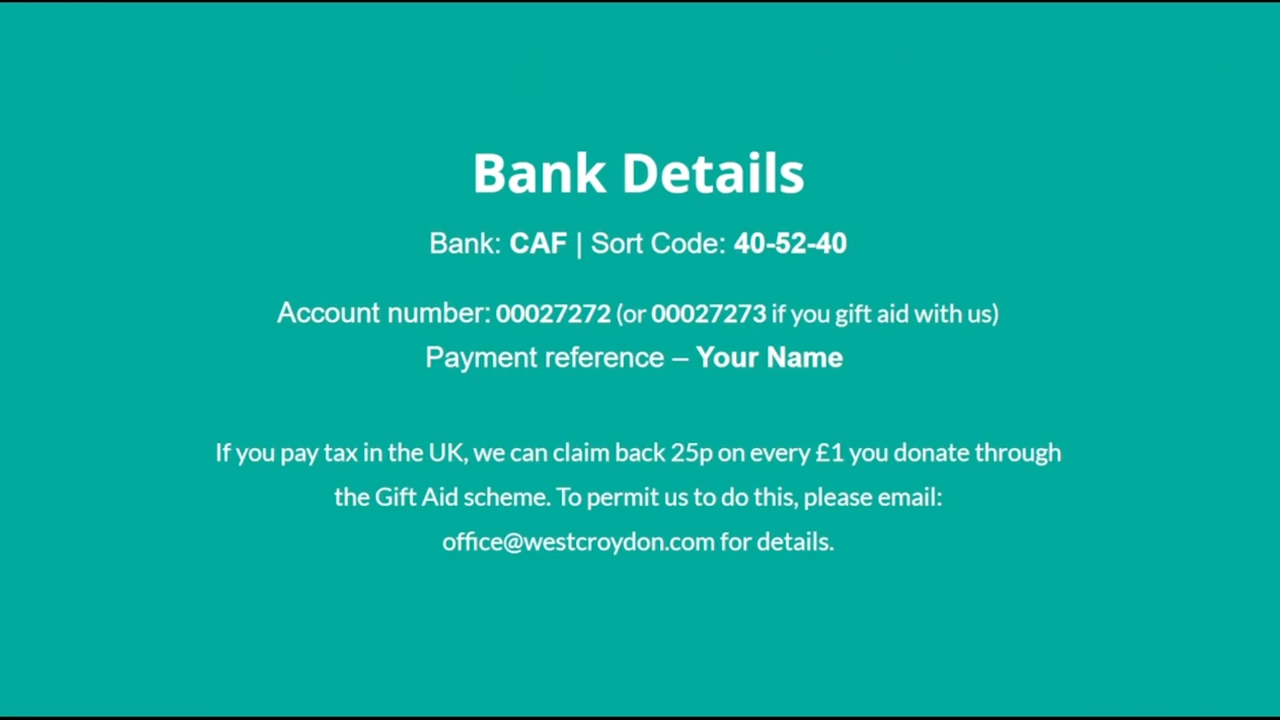 Bank Details
Bank: CAF | Sort Code: 40-52-40
Account number: 00027272 (or 00027273 if you gift aid with us)
Payment reference – Your Name
If you pay tax in the UK, we can claim back 25p on every £1 you donate through
the Gift Aid scheme. To permit us to do this, please email:
office@westcroydon.com for details.